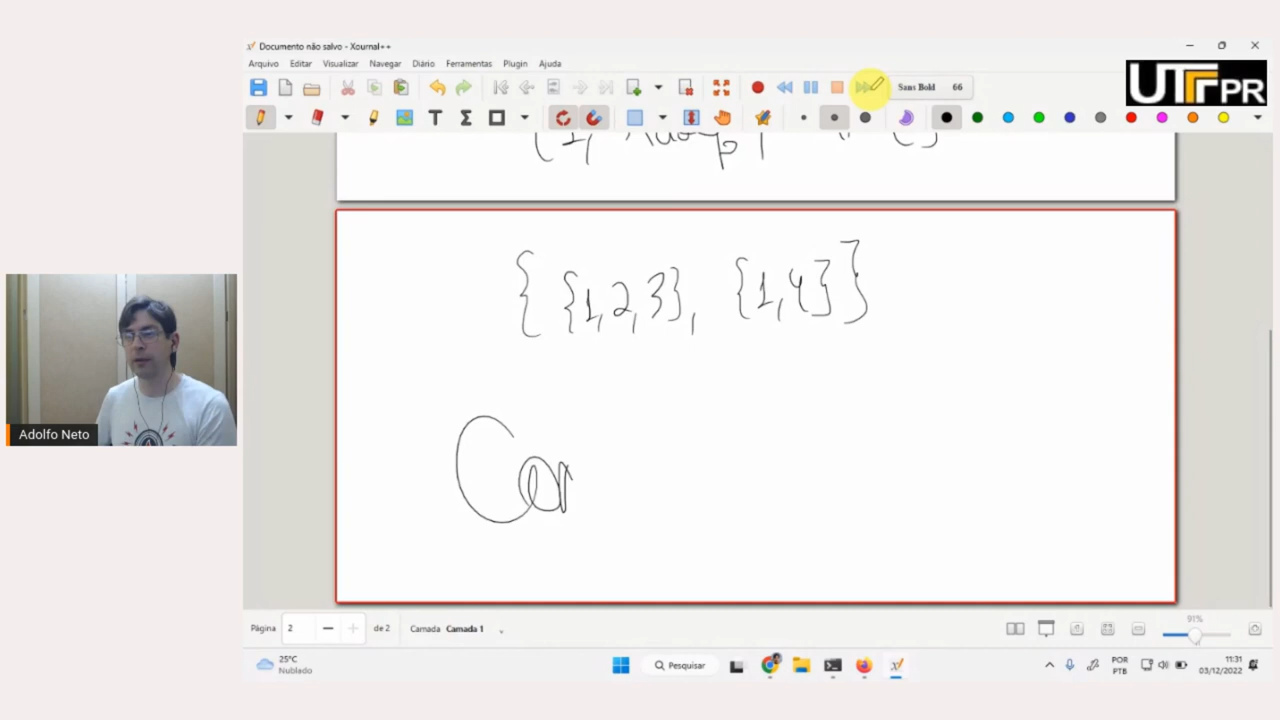 Documento não salvo - Xournal++
Arquivo Editar Visualizar Navegar Diário Ferramentas Plugin Ajuda
UTFPR
Sans Bold 66
{ {1,2,3}, {1,4} }
Adolfo Neto
Página 2 de 2 Camada Camada 1
91%
25°C
Nublado
Pesquisar
POR
PTB
11:31
03/12/2022